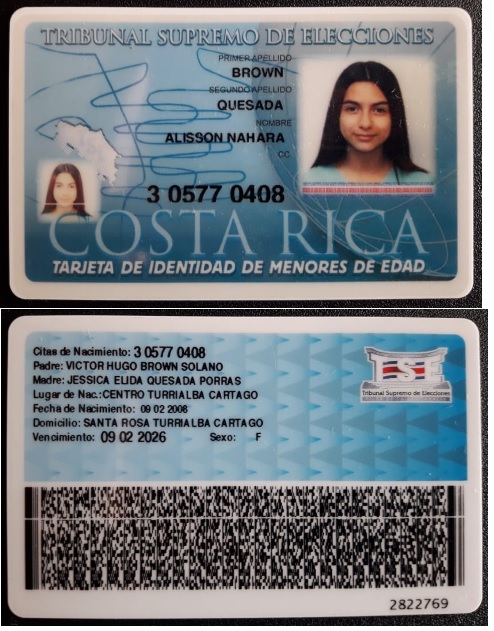 TRIBUNAL SUPREMO DE ELECCIONES
PRIMER APELLIDO
BROWN
SEGUNDO APELLIDO
QUESADA
NOMBRE
ALISSON NAHARA
CC
3 0577 0408
COSTA RICA
TARJETA DE IDENTIDAD DE MENORES DE EDAD
Citas de Nacimiento: 3 0577 0408
Padre: VICTOR HUGO BROWN SOLANO
Madre: JESSICA ELIDA QUESADA PORRAS
Lugar de Nac.: CENTRO TURRIALBA CARTAGO
Fecha de Nacimiento: 09 02 2008
Domicilio: SANTA ROSA TURRIALBA CARTAGO
Vencimiento: 09 02 2026 Sexo: F
TSE
Tribunal Supremo de Elecciones
2822769